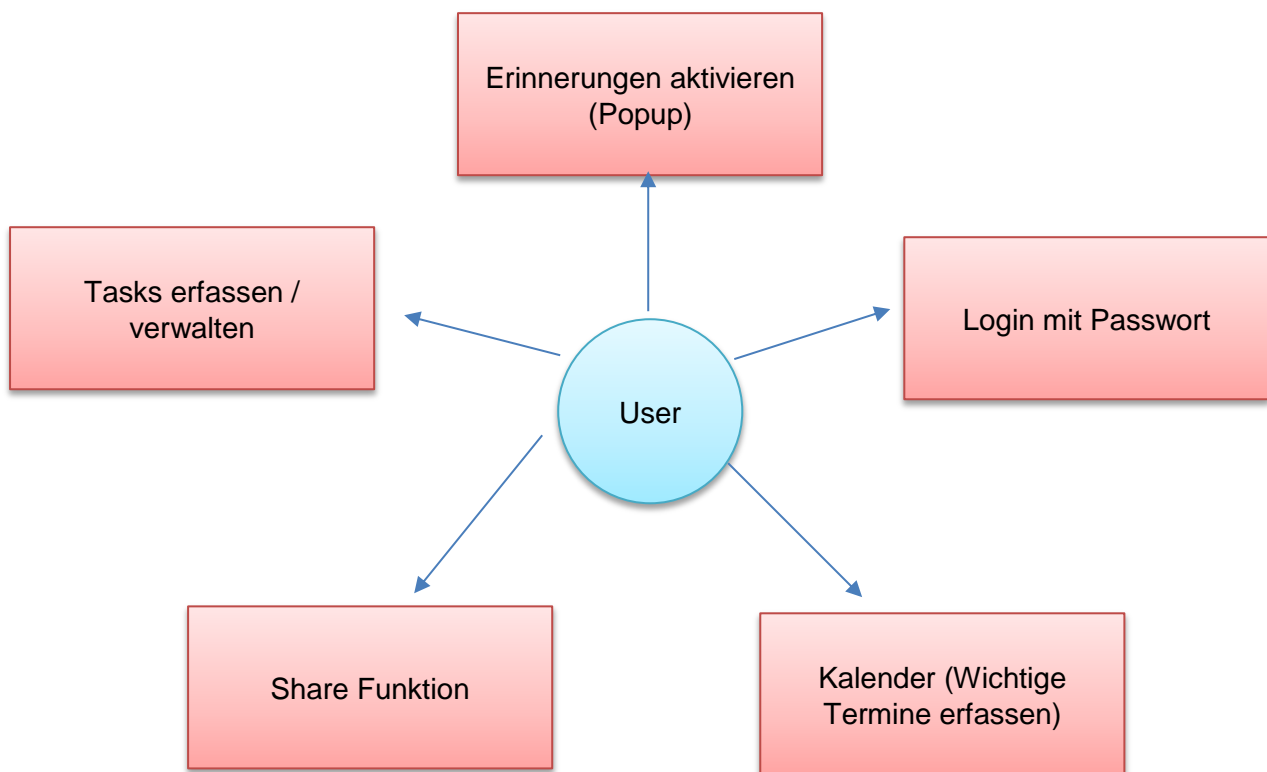 Erinnerungen aktivieren
(Popup)
Tasks erfassen /
verwalten
Login mit Passwort
User
Share Funktion
Kalender (Wichtige
Termine erfassen)